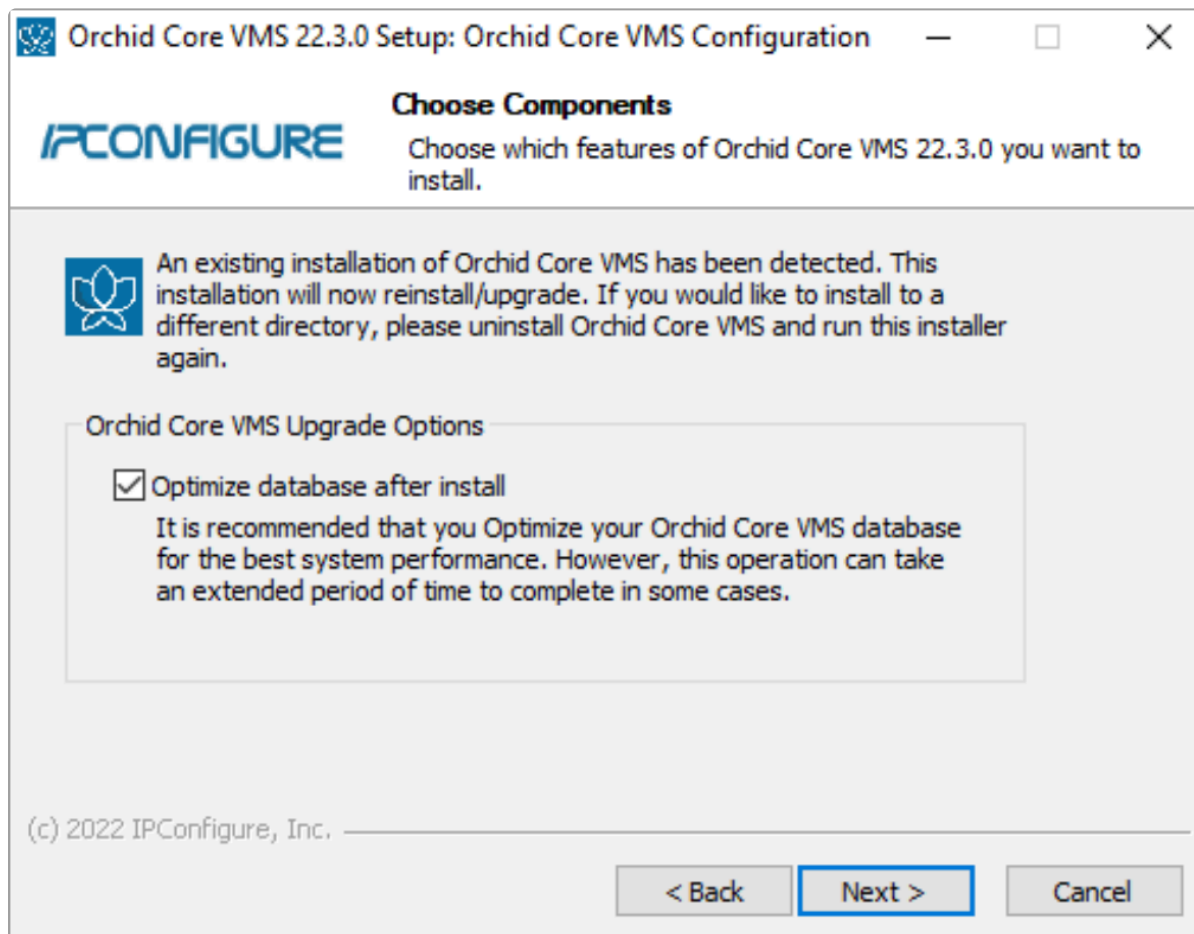 Orchid Core VMS 22.3.0 Setup: Orchid Core VMS Configuration
IPCONFIGURE
Choose Components
Choose which features of Orchid Core VMS 22.3.0 you want to
install.
An existing installation of Orchid Core VMS has been detected. This
installation will now reinstall/upgrade. If you would like to install to a
different directory, please uninstall Orchid Core VMS and run this installer
again.
Orchid Core VMS Upgrade Options
Optimize database after install
It is recommended that you Optimize your Orchid Core VMS database
for the best system performance. However, this operation can take
an extended period of time to complete in some cases.
(c) 2022 IPConfigure, Inc.
< Back
Next >
Cancel